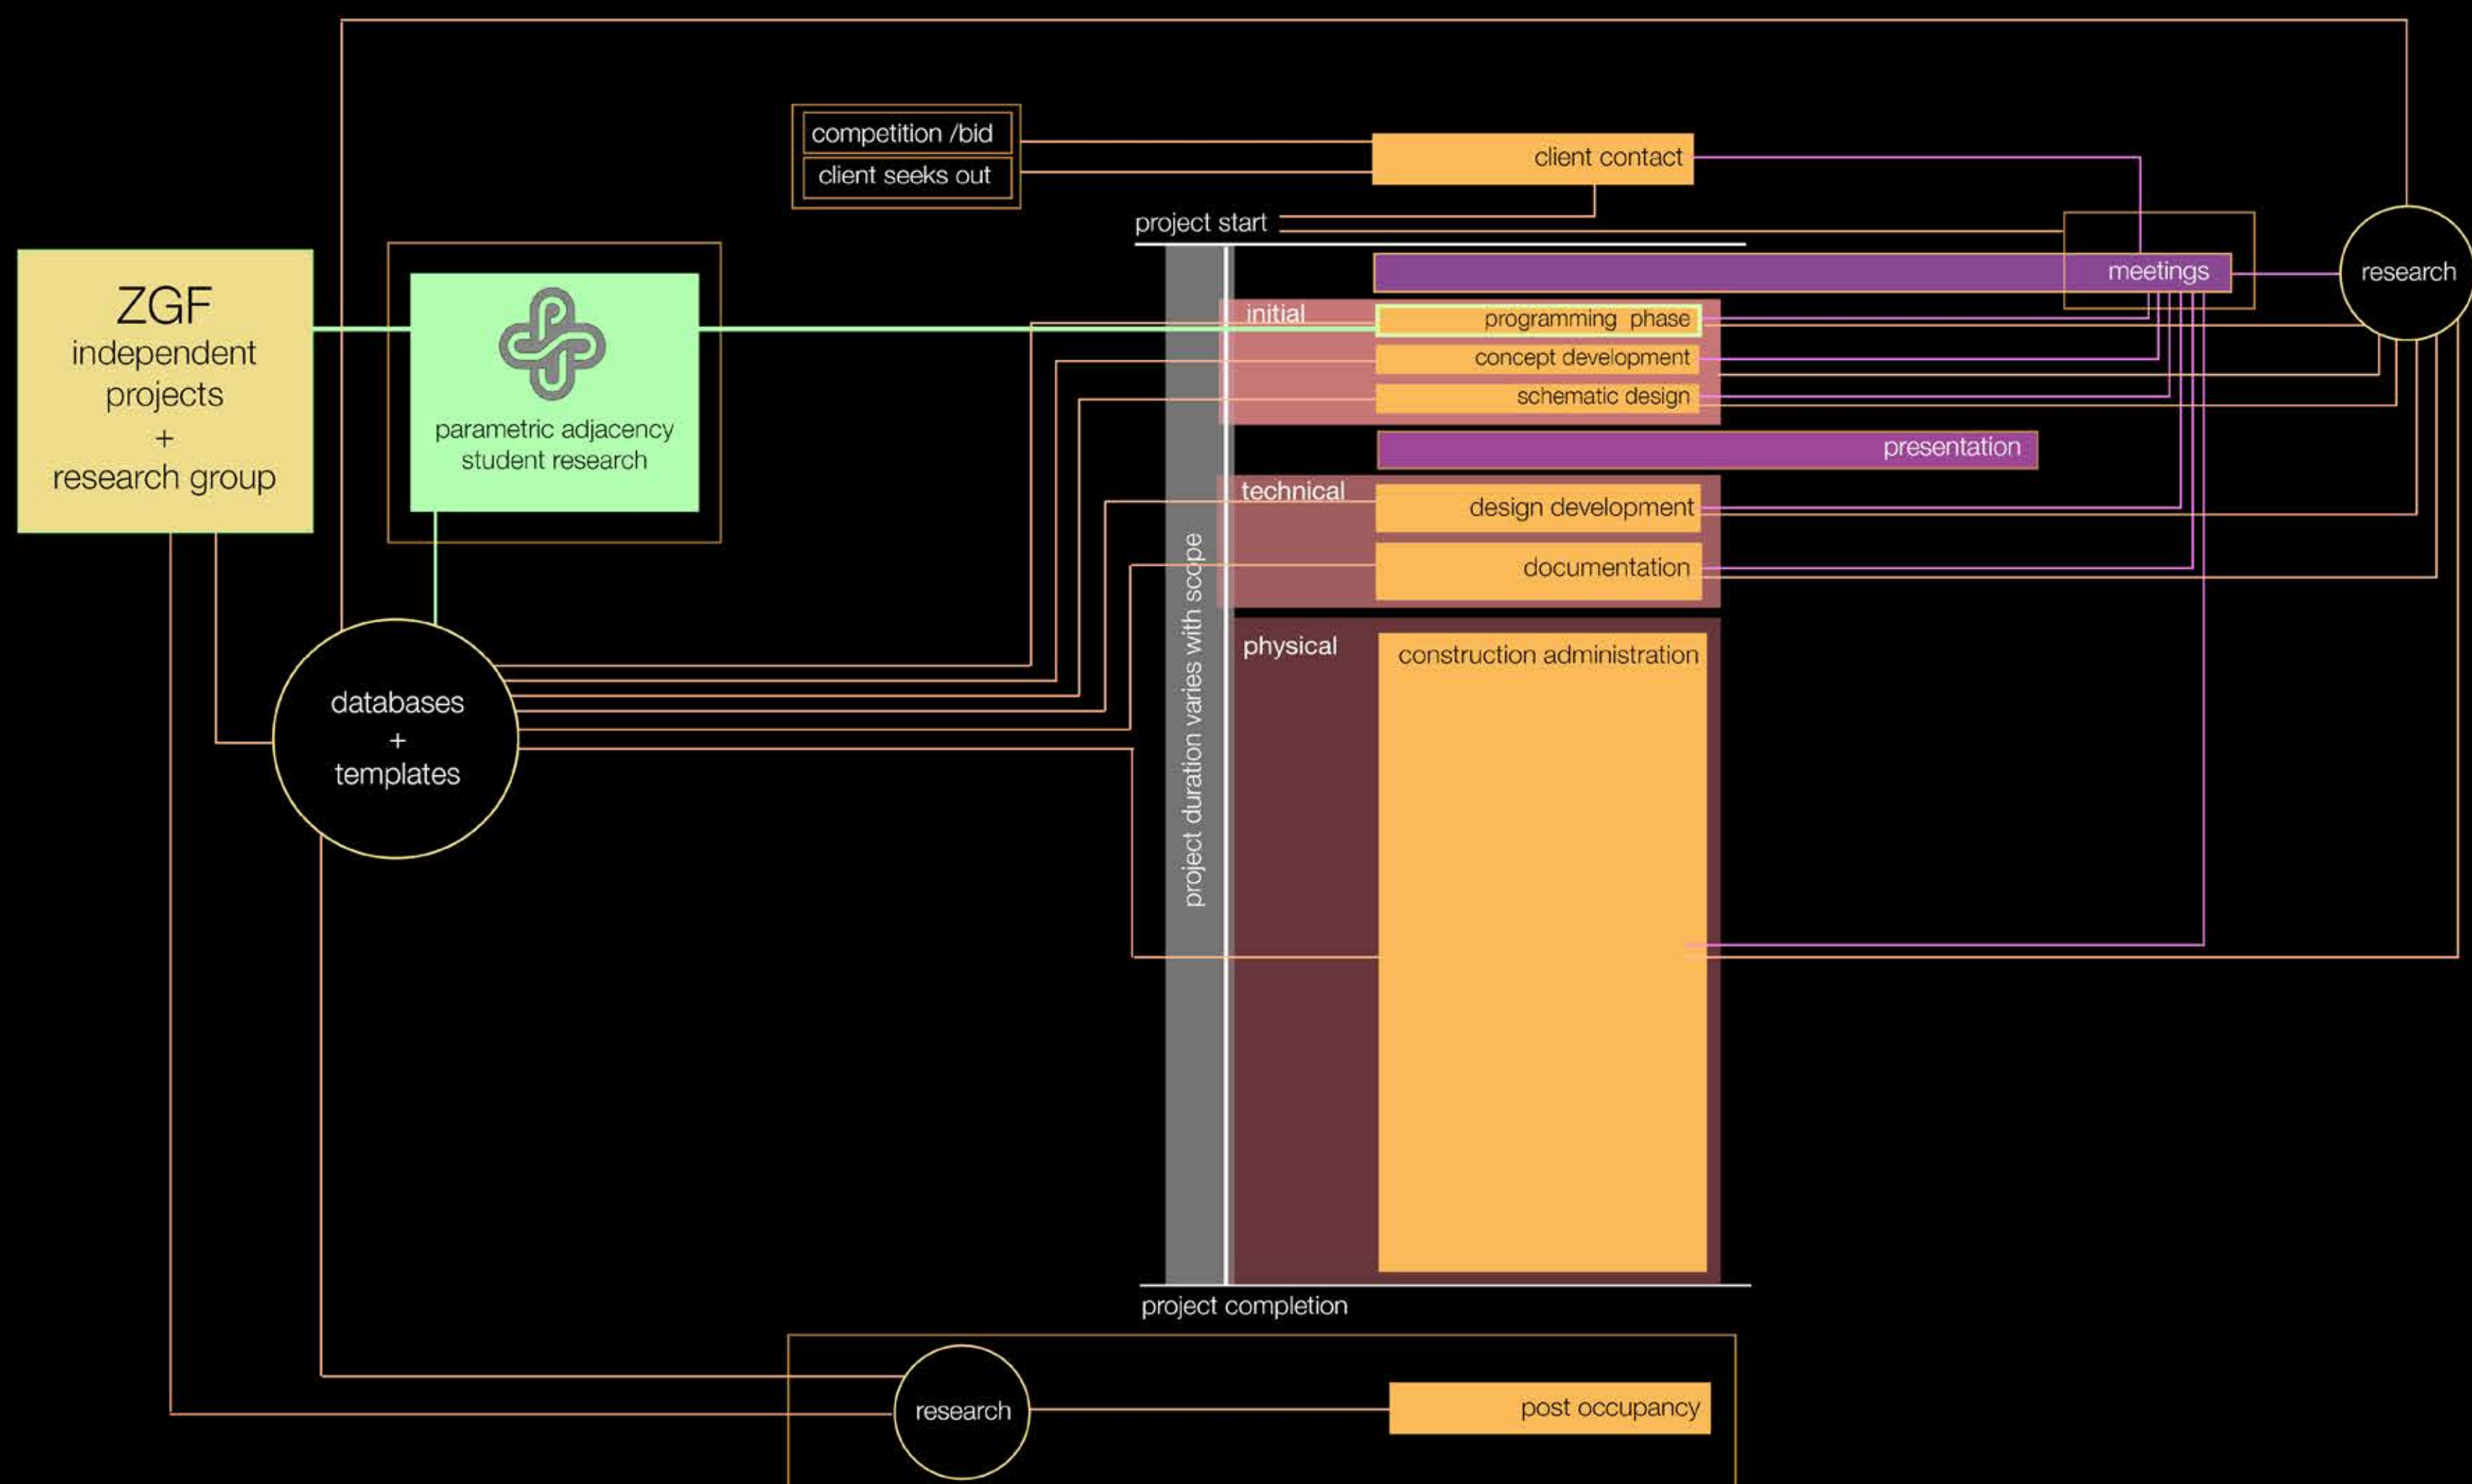 competition /bid
client seeks out
client contact
project start
ZGF
independent
projects
+
research group
parametric adjacency
student research
meetings
research
initial
programming phase
concept development
schematic design
presentation
technical
design development
documentation
project duration varies with scope
physical
construction administration
databases
+
templates
project completion
research
post occupancy